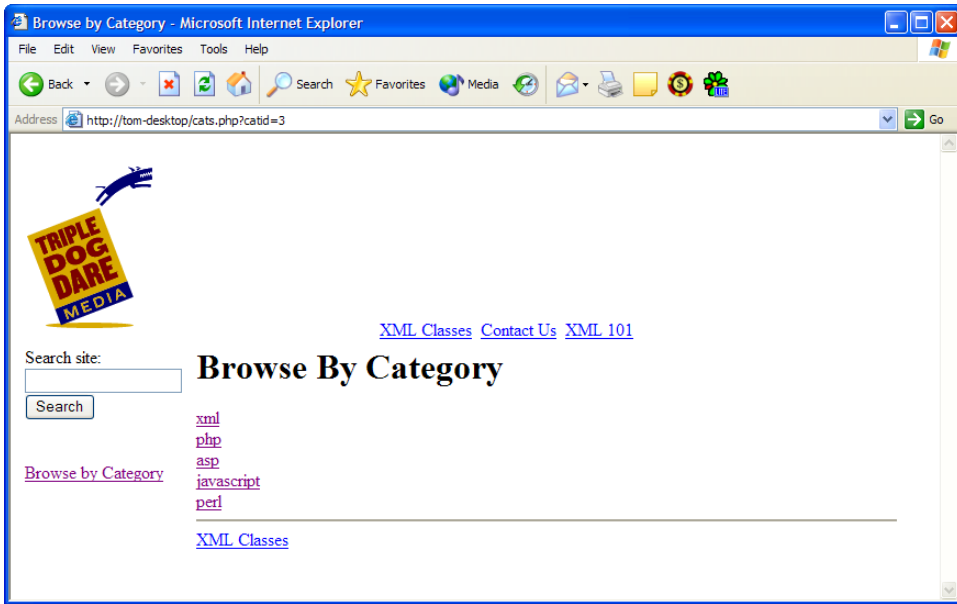 Browse by Category - Microsoft Internet Explorer
File Edit View Favorites Tools Help
Back Search Favorites Media
Address http://tom-desktop/cats.php?catid=3 Go
TRIPLE
DOG
DARE
MEDIA
XML Classes Contact Us XML 101
Search site:
Search
Browse by Category
Browse By Category
xml
php
asp
javascript
perl
XML Classes